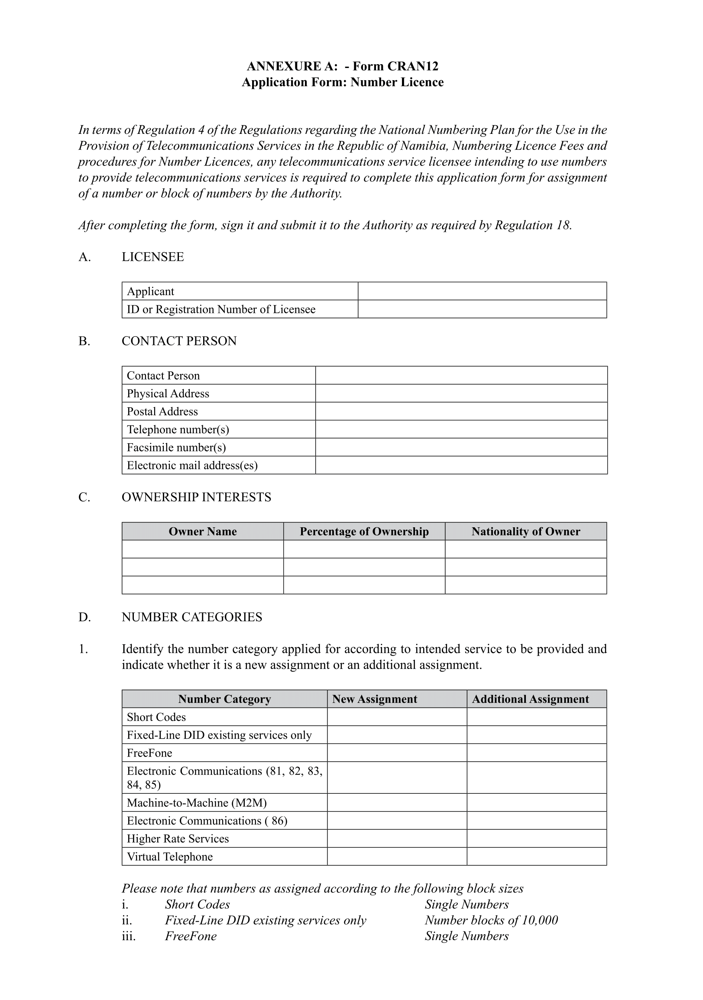 ANNEXURE A:  - Form CRAN12
Application Form: Number Licence
In terms of Regulation 4 of the Regulations regarding the National Numbering Plan for the Use in the
Provision of Telecommunications Services in the Republic of Namibia, Numbering Licence Fees and
procedures for Number Licences, any telecommunications service licensee intending to use numbers
to provide telecommunications services is required to complete this application form for assignment
of a number or block of numbers by the Authority.
After completing the form, sign it and submit it to the Authority as required by Regulation 18.
A. LICENSEE
Applicant
ID or Registration Number of Licensee
B. CONTACT PERSON
Contact Person
Physical Address
Postal Address
Telephone number(s)
Facsimile number(s)
Electronic mail address(es)
C. OWNERSHIP INTERESTS
Owner Name Percentage of Ownership Nationality of Owner
D. NUMBER CATEGORIES
1. Identify the number category applied for according to intended service to be provided and
indicate whether it is a new assignment or an additional assignment.
Number Category New Assignment Additional Assignment
Short Codes
Fixed-Line DID existing services only
FreeFone
Electronic Communications (81, 82, 83,
84, 85)
Machine-to-Machine (M2M)
Electronic Communications ( 86)
Higher Rate Services
Virtual Telephone
Please note that numbers as assigned according to the following block sizes
i. Short Codes Single Numbers
ii. Fixed-Line DID existing services only Number blocks of 10,000
iii. FreeFone Single Numbers